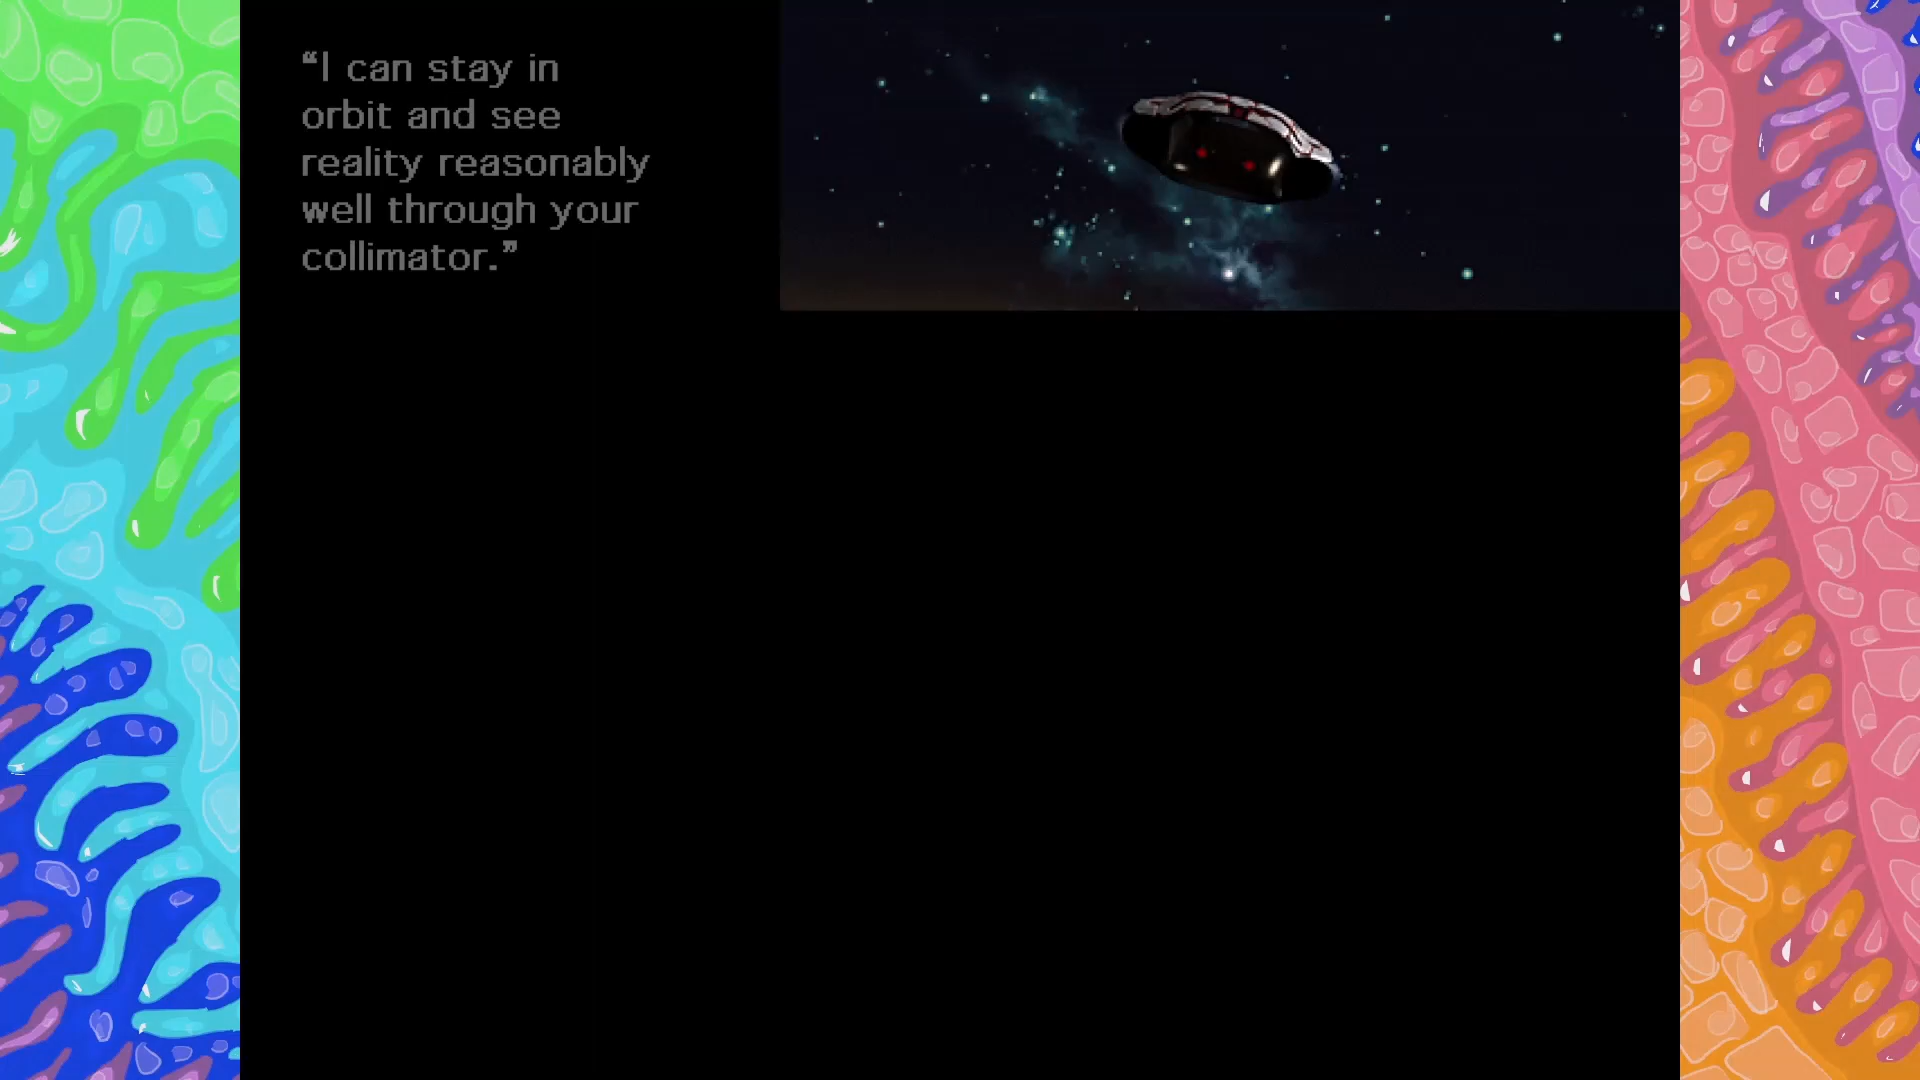 “I can stay in
orbit and see
reality reasonably
well through your
collimator.”